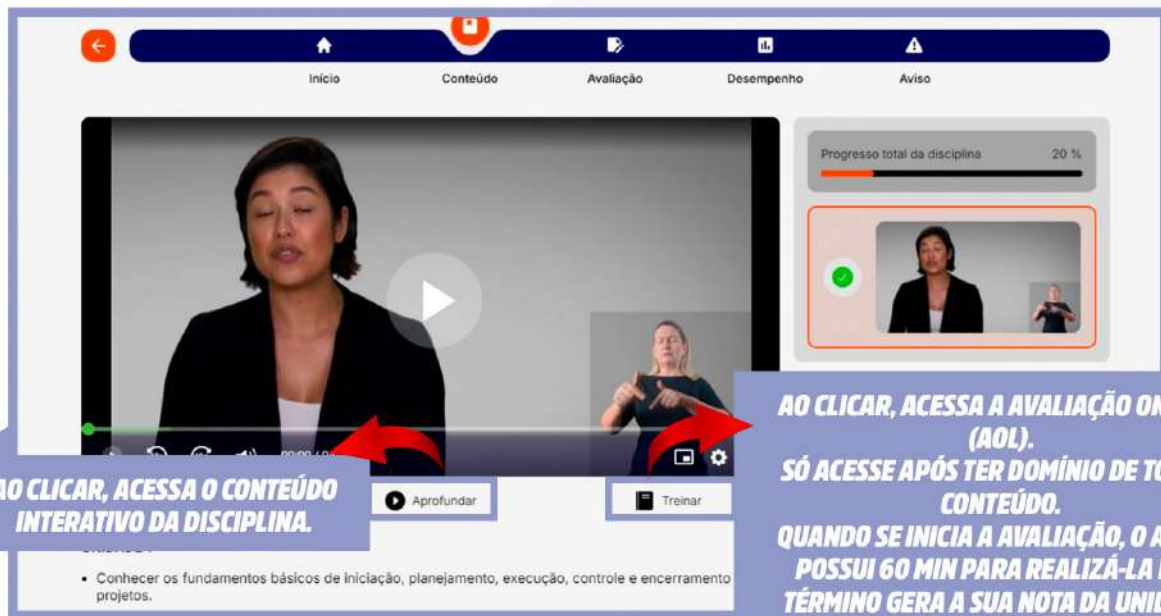 Início
Conteúdo
Avaliação
Desempenho
Aviso
Progresso total da disciplina 20 %
AO CLICAR, ACESSA O CONTEÚDO
INTERATIVO DA DISCIPLINA.
Aprofundar
Treinar
AO CLICAR, ACESSA A AVALIAÇÃO
(AOL).
SÓ ACESSE APÓS TER DOMÍNIO DE
CONTEÚDO.
QUANDO SE INICIA A AVALIAÇÃO, O
POSSUI 60 MIN PARA REALIZÁ-LA
TÉRMINO GERA A SUA NOTA DA
• Conhecer os fundamentos básicos de iniciação, planejamento, execução, controle e encerramento
projetos.